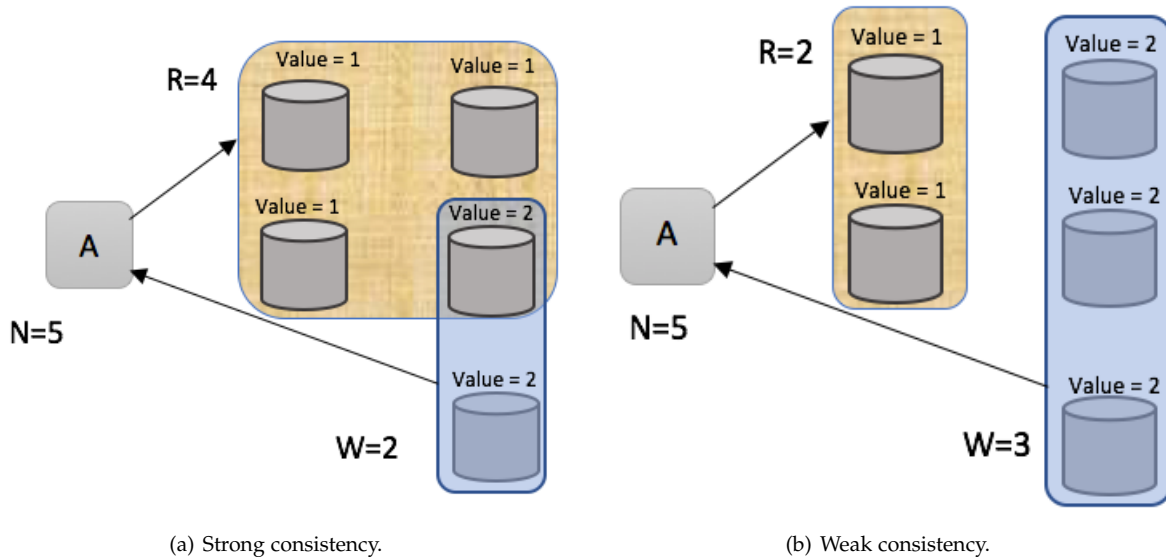 Value = 1
Value = 1
R=4
Value = 1
Value = 2
A
N=5
Value = 2
W=2
(a) Strong consistency.
Value = 1
Value = 2
R=2
Value = 1
Value = 2
A
N=5
Value = 2
W=3
(b) Weak consistency.